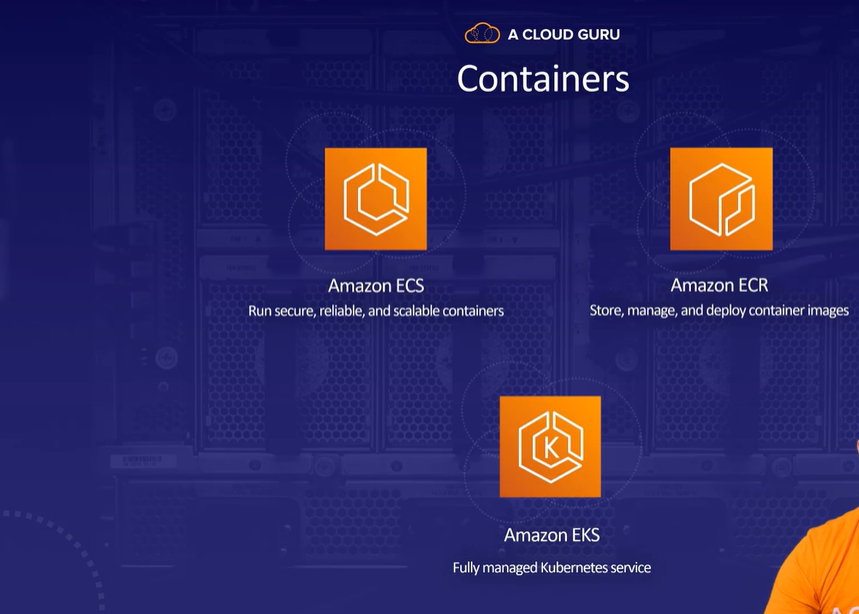 A CLOUD GURU
Containers
Amazon ECS
Run secure, reliable, and scalable containers
Amazon ECR
Store, manage, and deploy container images
K
Amazon EKS
Fully managed Kubernetes service